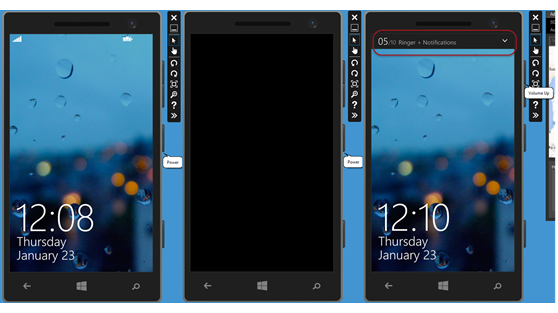 12:08
Thursday
January 23
Power
Power
05/10 Ringer + Notifications
12:10
Thursday
January 23
Volume Up